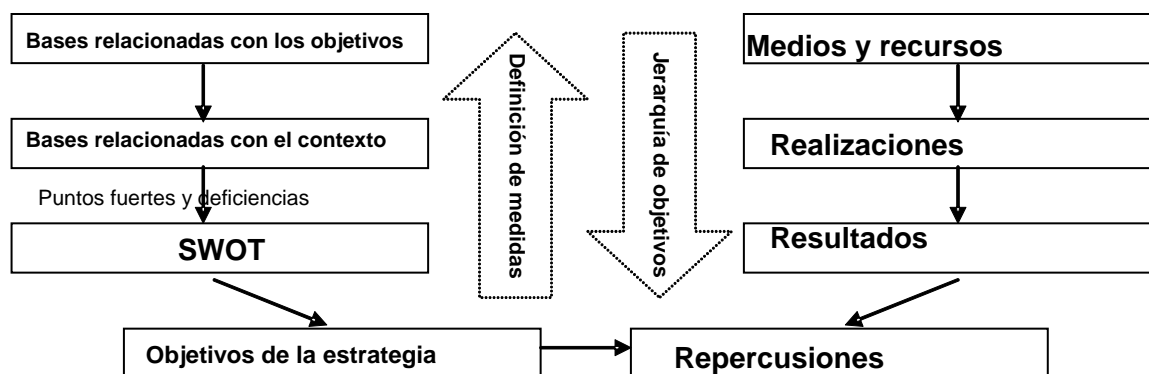 Bases relacionadas con los objetivos
Bases relacionadas con el contexto
Puntos fuertes y deficiencias
SWOT
Objetivos de la estrategia
Definición de medidas
Jerarquía de objetivos
Medios y recursos
Realizaciones
Resultados
Repercusiones